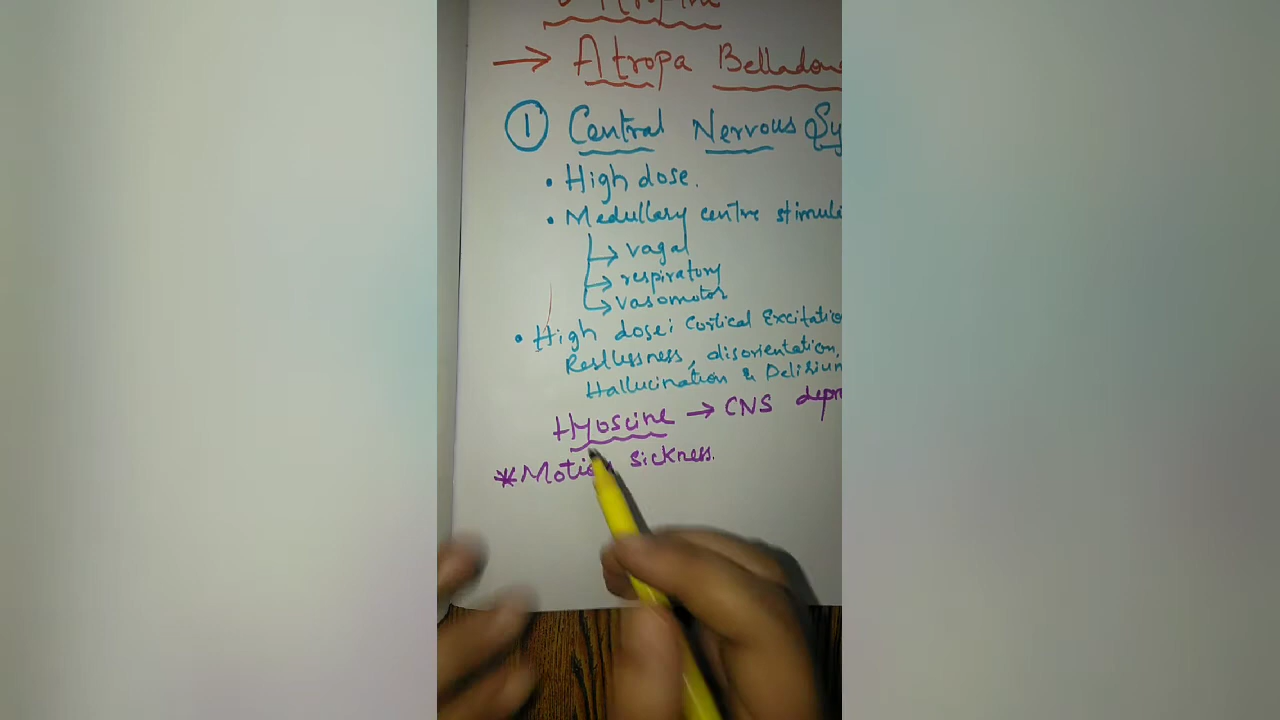 → Atropa Belladon
① Central Nervous Sy
• High dose.
• Medullary centre stimul
→ vagal
→ respiratory
→ vasomotor
• High dose: Cortical Excitatio
Restlessness, disorientation,
Hallucination & Delirium
Hyoscine → CNS depr
*Motion sickness.